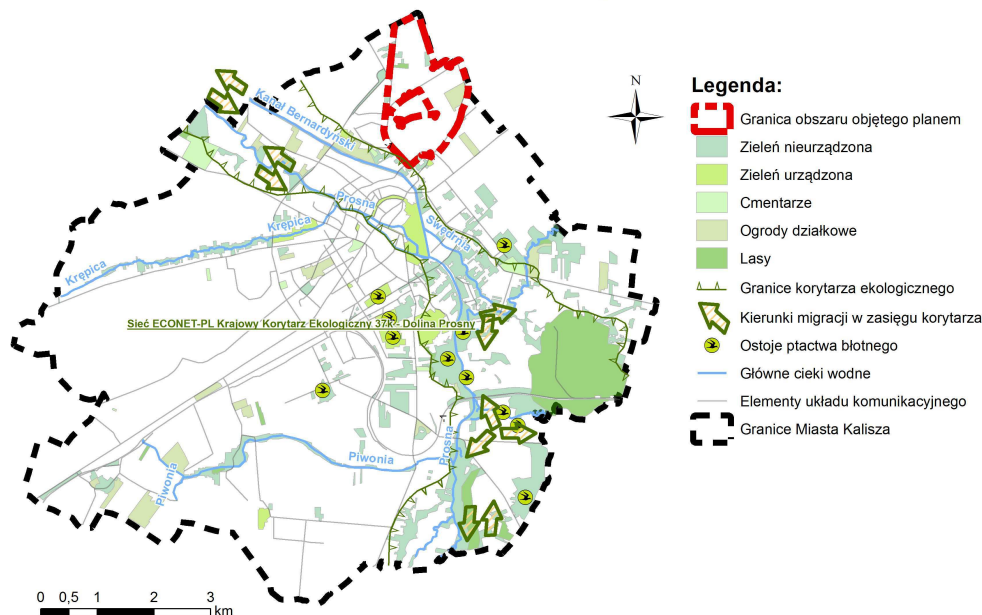 N
Kanał Bernardyński
Prosna
Swędrnia
Krępica
Krępica
Sieć ECONET-PL Krajowy Korytarz Ekologiczny 37k - Dolina Prosny
Prosna
Piwonia
Piwonia
0 0,5 1 2 3
km
Legenda:
Granica obszaru objętego planem
Zieleń nieurządzona
Zieleń urządzona
Cmentarze
Ogrody działkowe
Lasy
Granice korytarza ekologicznego
Kierunki migracji w zasięgu korytarza
Ostoje ptactwa błotnego
Główne cieki wodne
Elementy układu komunikacyjnego
Granice Miasta Kalisza